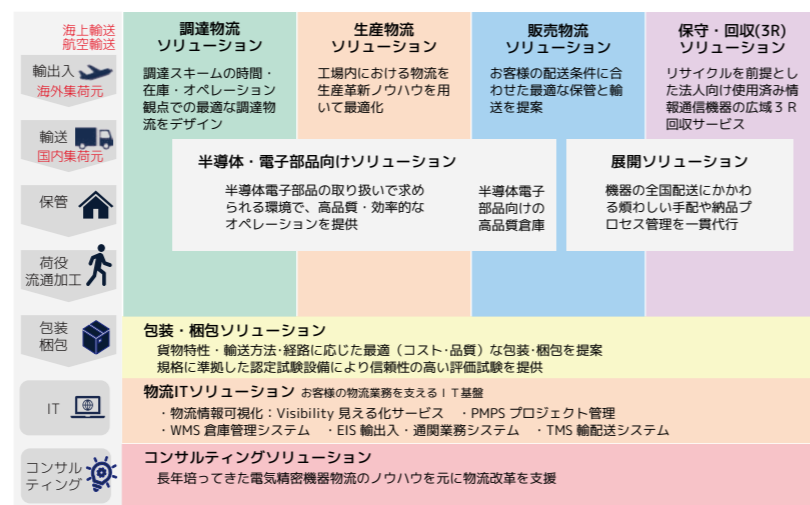 海上輸送
航空輸送
輸出入
海外集荷元
輸送
国内集荷元
保管
荷役
流通加工
包装
梱包
IT
コンサル
ティング
調達物流
ソリューション
調達スキームの時間・
在庫・オペレーション
観点での最適な調達物
流をデザイン
生産物流
ソリューション
工場内における物流を
生産革新ノウハウを用
いて最適化
販売物流
ソリューション
お客様の配送条件に合
わせた最適な保管と輸
送を提案
保守・回収(3R)
ソリューション
リサイクルを前提とし
た法人向け使用済み情
報通信機器の広域３Ｒ
回収サービス
半導体・電子部品向けソリューション
半導体電子部品の取り扱いで求め
られる環境で、高品質・効率的な
オペレーションを提供
半導体電子
部品向けの
高品質倉庫
展開ソリューション
機器の全国配送にかかわ
る煩わしい手配や納品プ
ロセス管理を一貫代行
包装・梱包ソリューション
貨物特性・輸送方法･経路に応じた最適（コスト･品質）な包装･梱包を提案
規格に準拠した認定試験設備により信頼性の高い評価試験を提供
物流ITソリューション お客様の物流業務を支えるＩＴ基盤
・物流情報可視化：Visibility 見える化サービス ・PMPS プロジェクト管理
・WMS 倉庫管理システム ・EIS 輸出入・通関業務システム ・TMS 輸配送システム
コンサルティングソリューション
長年培ってきた電気精密機器物流のノウハウを元に物流改革を支援